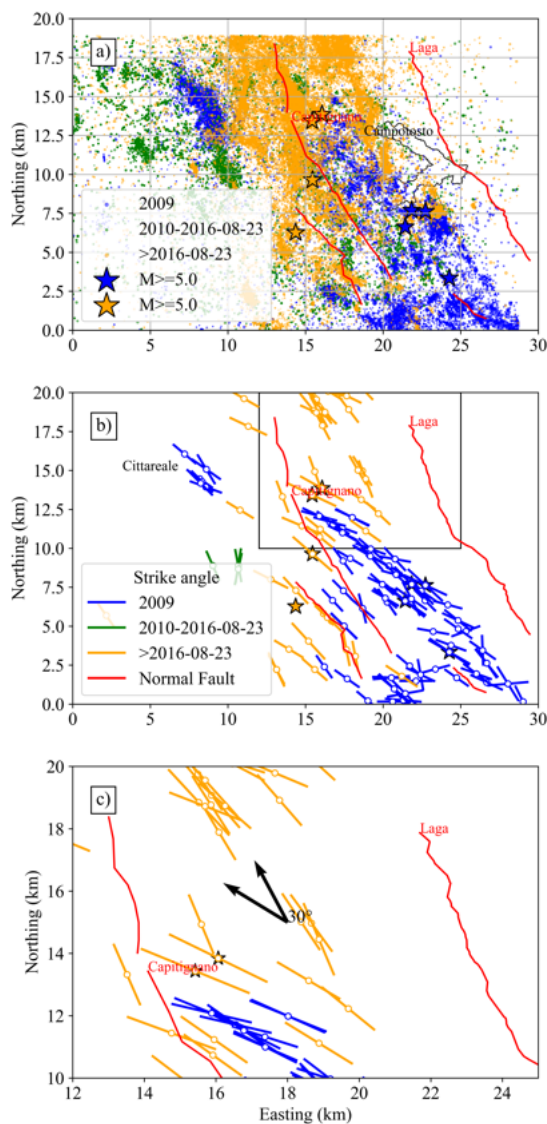 20.0
17.5
15.0
12.5
10.0
7.5
5.0
2.5
0.0
Northing (km)
a)
Laga
Capitignano
Campotosto
2009
2010-2016-08-23
>2016-08-23
M>=5.0
M>=5.0
0 5 10 15 20 25 30
20.0
17.5
15.0
12.5
10.0
7.5
5.0
2.5
0.0
Northing (km)
b)
Laga
Cittareale
Capitignano
Strike angle
2009
2010-2016-08-23
>2016-08-23
Normal Fault
0 5 10 15 20 25 30
20
18
16
14
12
10
Northing (km)
c)
Laga
30°
Capitignano
12 14 16 18 20 22 24
Easting (km)